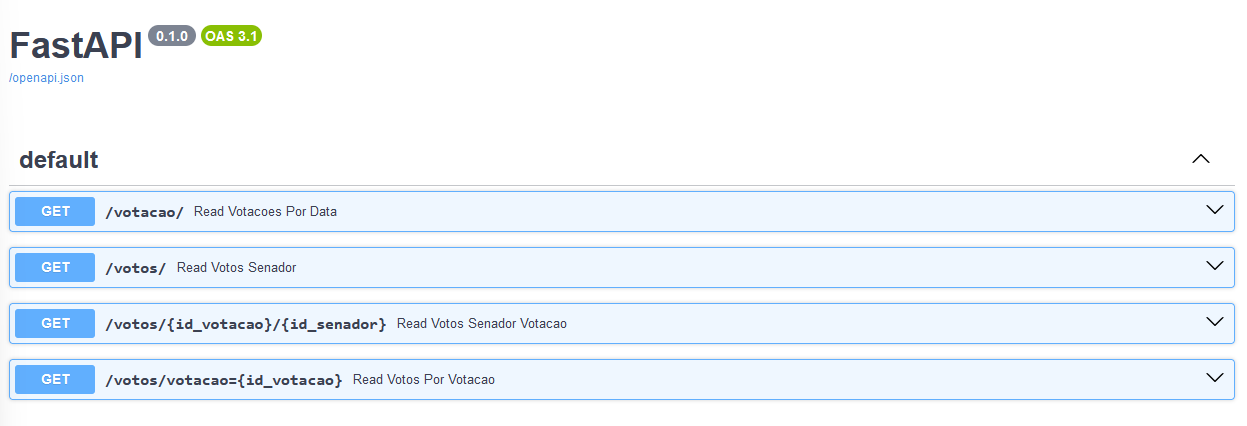 FastAPI 0.1.0 OAS 3.1
/openapi.json
default
GET /votacao/ Read Votacoes Por Data
GET /votos/ Read Votos Senador
GET /votos/{id_votacao}/{id_senador} Read Votos Senador Votacao
GET /votos/votacao={id_votacao} Read Votos Por Votacao